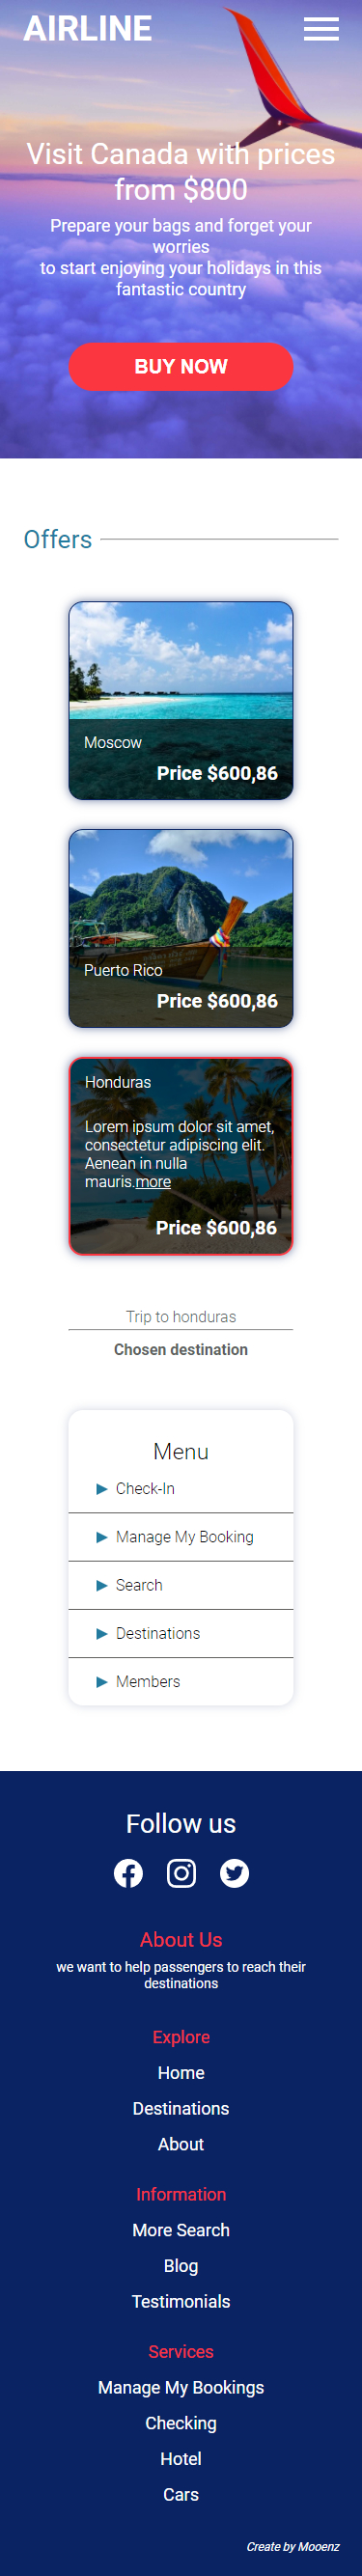 AIRLINE
Visit Canada with prices
from $800
Prepare your bags and forget your
worries
to start enjoying your holidays in this
fantastic country
BUY NOW
Offers
Moscow
Price $600,86
Puerto Rico
Price $600,86
Honduras
Lorem ipsum dolor sit amet,
consectetur adipiscing elit.
Aenean in nulla
mauris.more
Price $600,86
Trip to honduras
Chosen destination
Menu
Check-In
Manage My Booking
Search
Destinations
Members
Follow us
About Us
we want to help passengers to reach their
destinations
Explore
Home
Destinations
About
Information
More Search
Blog
Testimonials
Services
Manage My Bookings
Checking
Hotel
Cars
Create by Mooenz